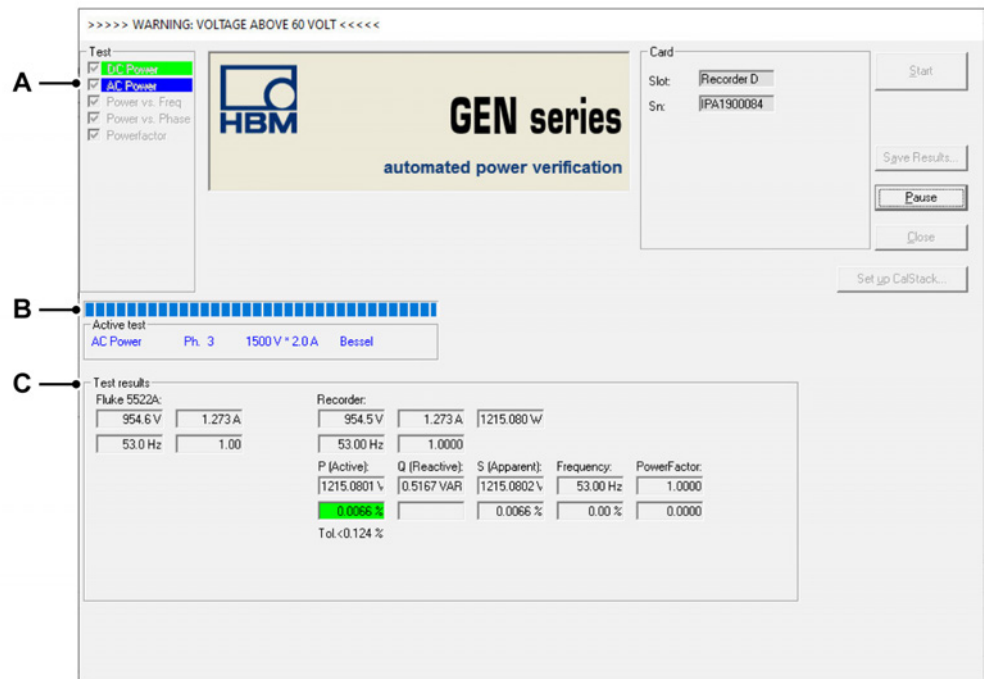 >>>>> WARNING: VOLTAGE ABOVE 60 VOLT <<<<<
Test
DC Power
AC Power
Power vs. Freq
Power vs. Phase
Powerfactor
A
HBM
GEN series
automated power verification
Card
Slot: Recorder D
Sn: IPA1900084
Start
Save Results...
Pause
Close
Set up CalStack...
B
Active test
AC Power Ph. 3 1500 V * 2.0 A Bessel
C
Test results
Fluke 5522A: Recorder:
954.6 V 1.273 A 954.5 V 1.273 A 1215.080 W
53.0 Hz 1.00 53.00 Hz 1.0000
P (Active): Q (Reactive): S (Apparent): Frequency: PowerFactor:
1215.0801 0.5167 VAR 1215.0802 53.00 Hz 1.0000
0.0066 % 0.0066 % 0.00 % 0.0000
Tol.<0.124 %